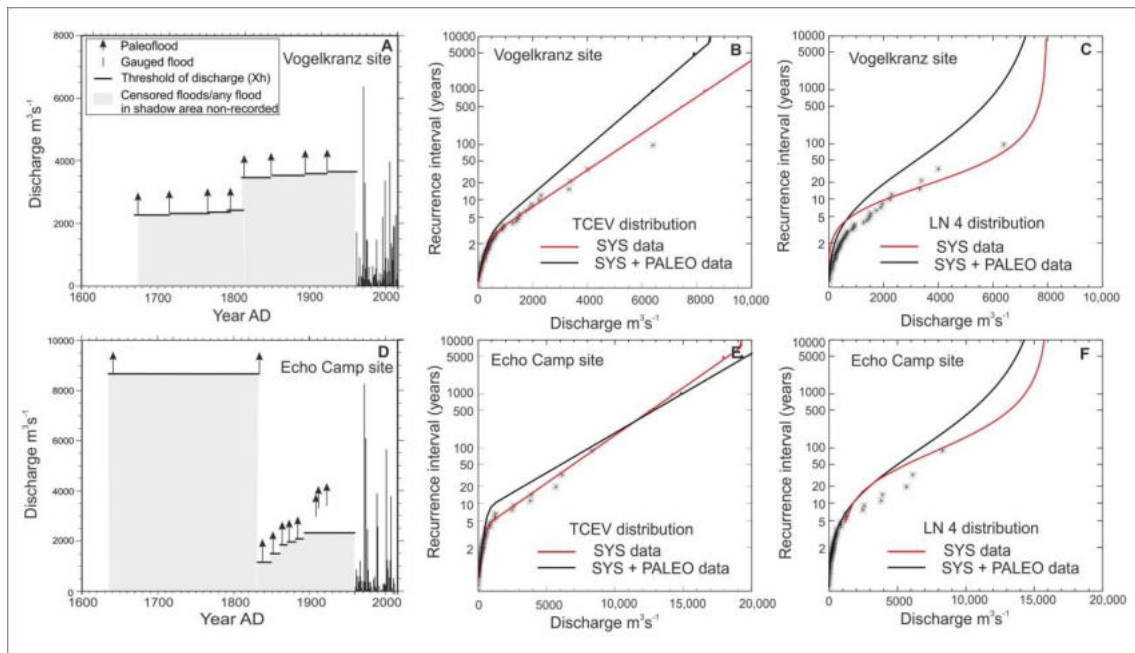 A
Paleoflood
Gauged flood
Vogelkranz site
Threshold of discharge (Xh)
Censored floods/any flood
in shadow area non-recorded
Discharge m³s⁻¹
8000
6000
4000
2000
0
1600
1700
1800
1900
2000
Year AD
B
Vogelkranz site
Recurrence interval (years)
10000
5000
1000
500
100
50
20
10
5
2
TCEV distribution
SYS data
SYS + PALEO data
0
2000
4000
6000
8000
10,000
Discharge m³s⁻¹
C
Vogelkranz site
Recurrence interval (years)
10000
5000
1000
500
100
50
20
10
5
2
LN 4 distribution
SYS data
SYS + PALEO data
0
2000
4000
6000
8000
10,000
Discharge m³s⁻¹
D
Echo Camp site
Discharge m³s⁻¹
10000
8000
6000
4000
2000
0
1600
1700
1800
1900
2000
Year AD
E
Echo Camp site
Recurrence interval (years)
10000
5000
1000
500
100
50
20
10
5
2
TCEV distribution
SYS data
SYS + PALEO data
0
5000
10,000
15,000
20,000
Discharge m³s⁻¹
F
Echo Camp site
Recurrence interval (years)
10000
5000
1000
500
100
50
20
10
5
2
LN 4 distribution
SYS data
SYS + PALEO data
0
5000
10,000
15,000
20,000
Discharge m³s⁻¹